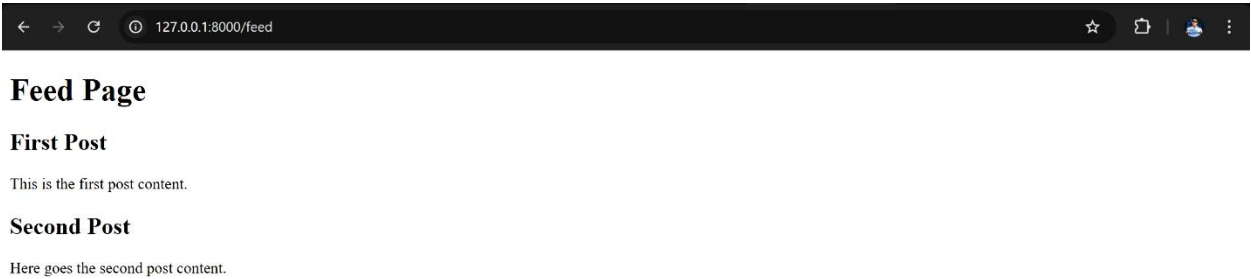 127.0.0.1:8000/feed
Feed Page
First Post
This is the first post content.
Second Post
Here goes the second post content.